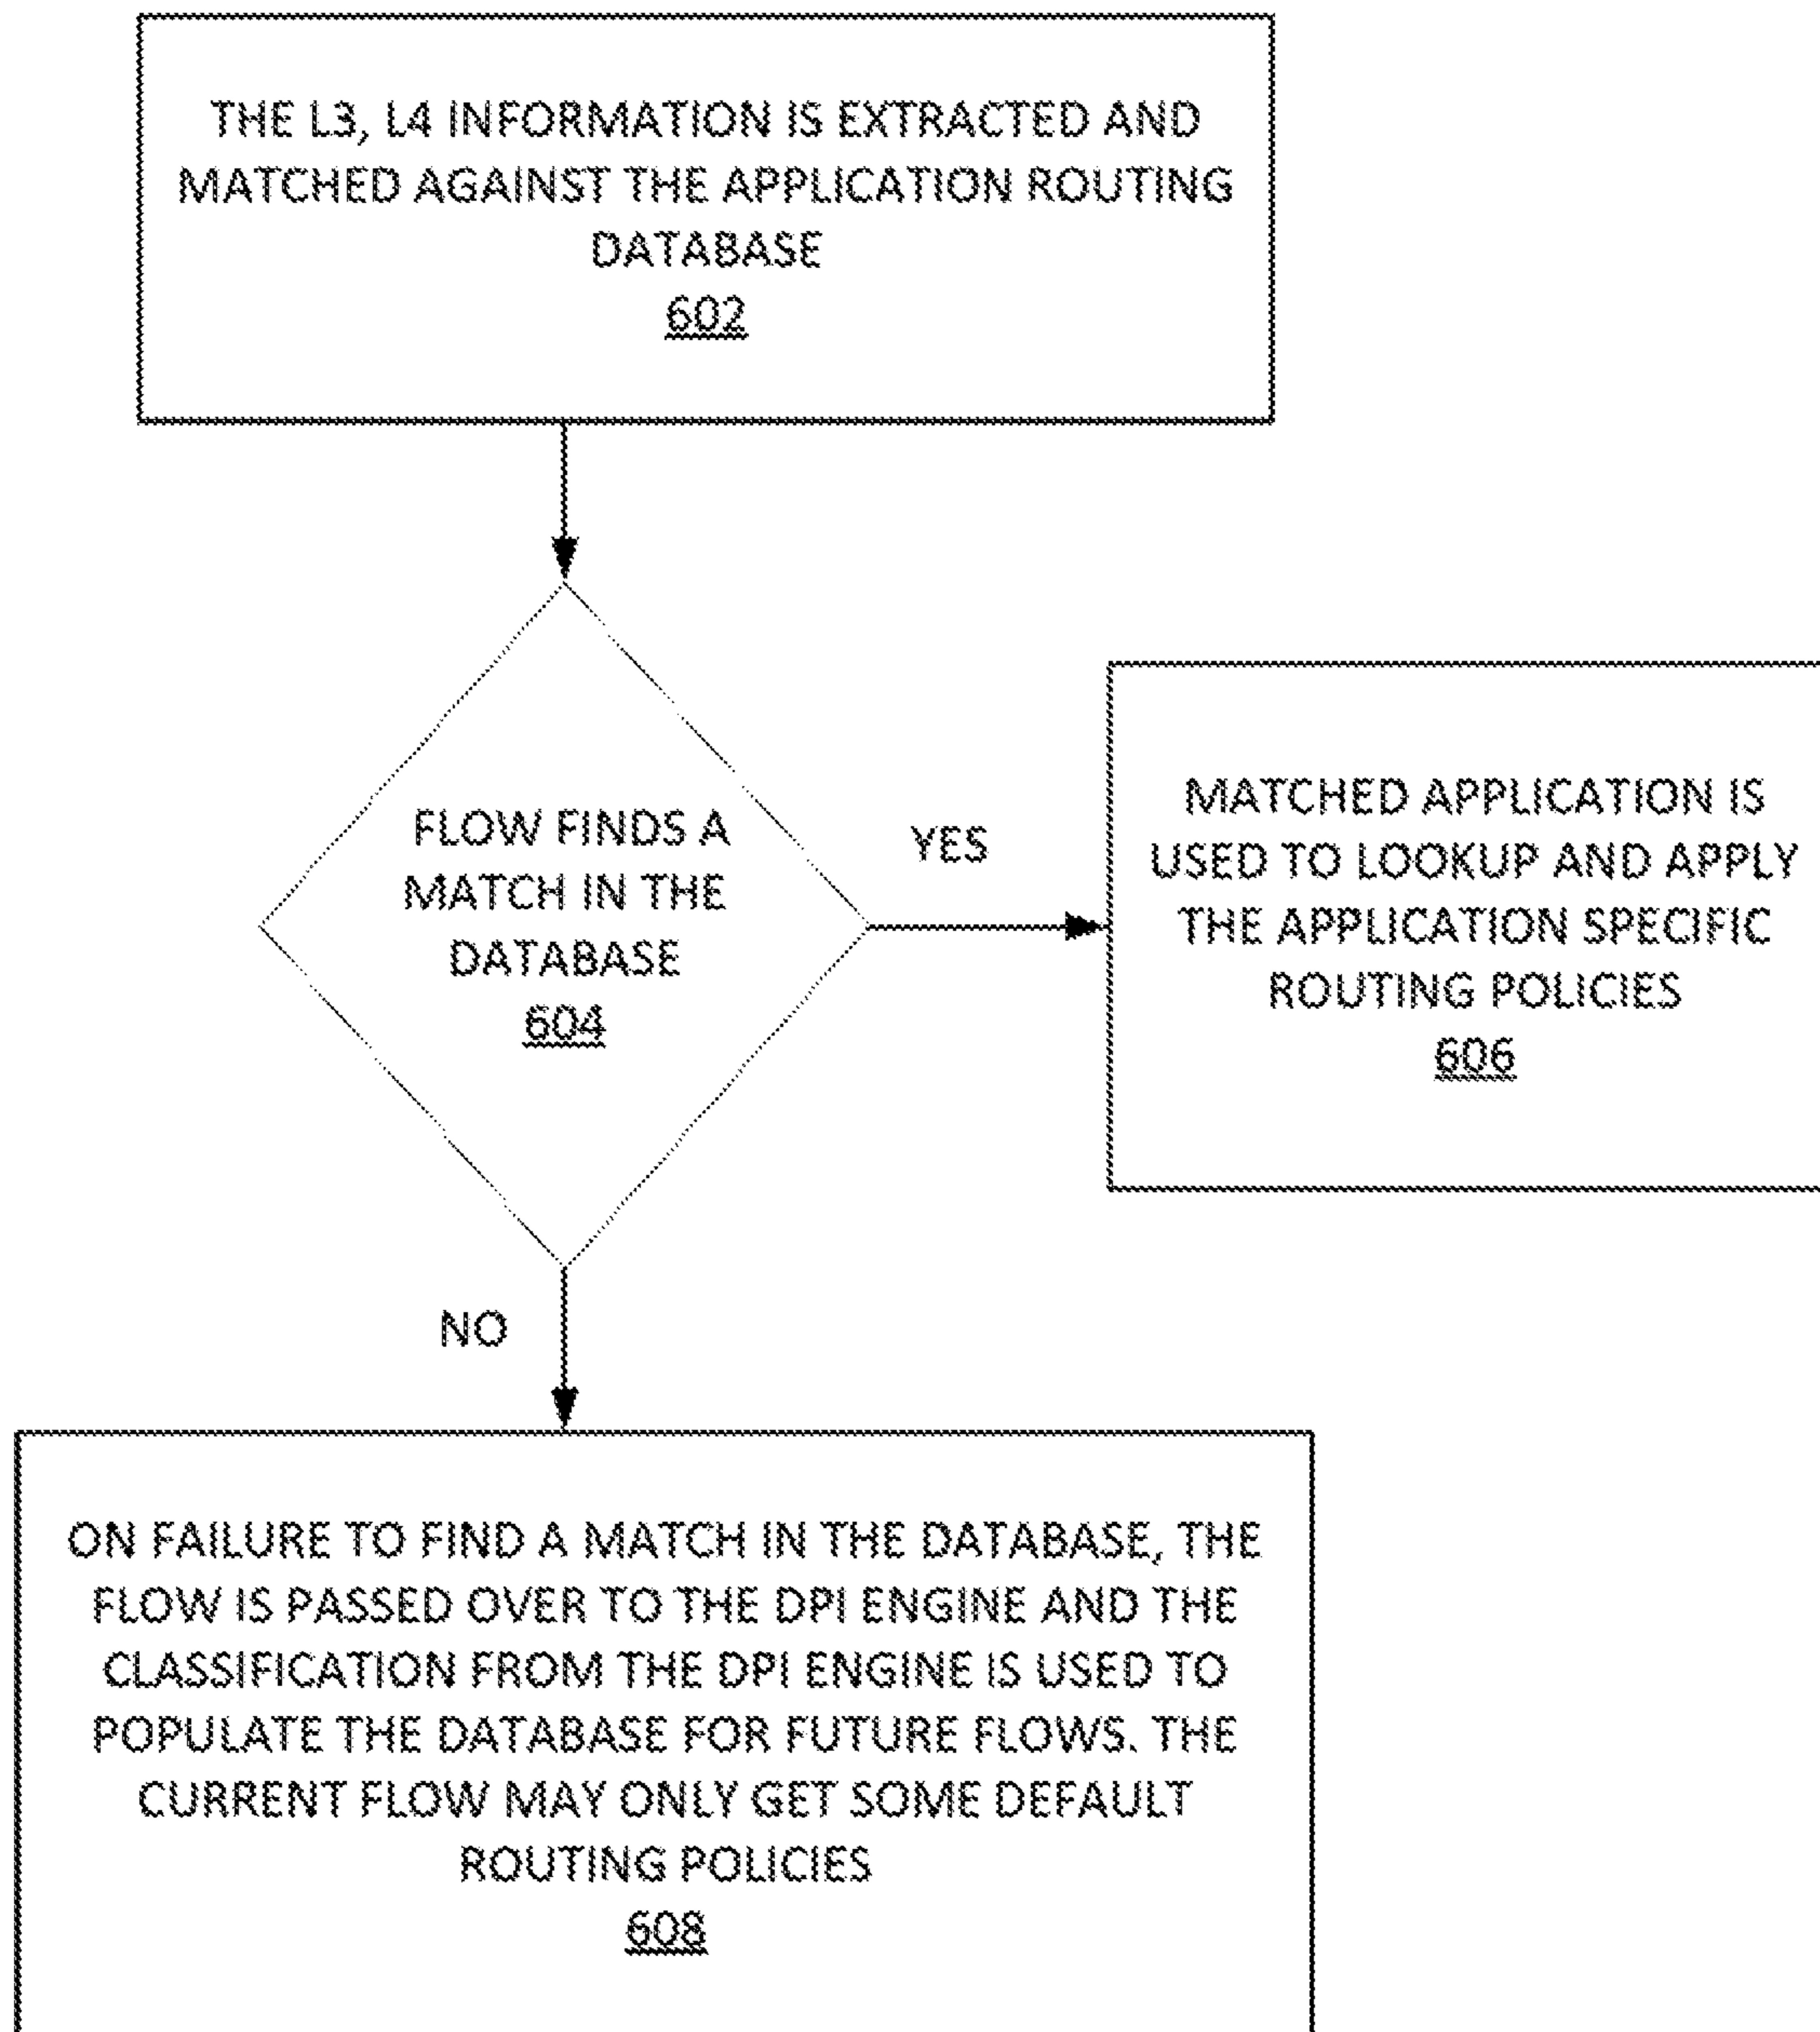 THE L3, L4 INFORMATION IS EXTRACTED AND
MATCHED AGAINST THE APPLICATION ROUTING
DATABASE
602
FLOW FINDS A
MATCH IN THE
DATABASE
604
YES
MATCHED APPLICATION IS
USED TO LOOKUP AND APPLY
THE APPLICATION SPECIFIC
ROUTING POLICIES
606
NO
ON FAILURE TO FIND A MATCH IN THE DATABASE, THE
FLOW IS PASSED OVER TO THE DPI ENGINE AND THE
CLASSIFICATION FROM THE DPI ENGINE IS USED TO
POPULATE THE DATABASE FOR FUTURE FLOWS. THE
CURRENT FLOW MAY ONLY GET SOME DEFAULT
ROUTING POLICIES
608